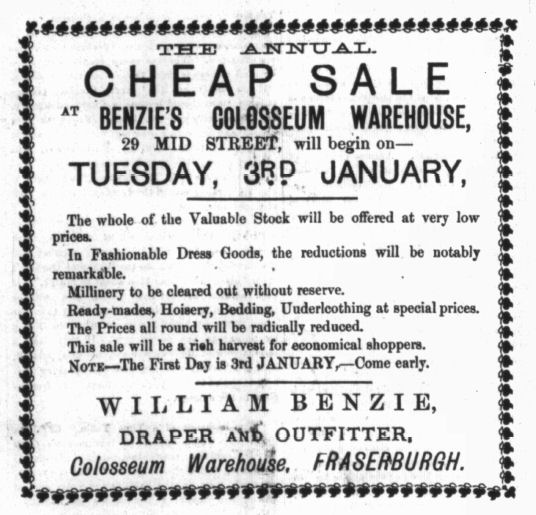 THE ANNUAL
CHEAP SALE
AT BENZIE'S COLOSSEUM WAREHOUSE,
29 MID STREET, will begin on—
TUESDAY, 3RD JANUARY,
The whole of the Valuable Stock will be offered at very low
prices.
In Fashionable Dress Goods, the reductions will be notably
remarkable.
Millinery to be cleared out without reserve.
Ready-mades, Hoisery, Bedding, Uuderlcothing at special prices.
The Prices all round will be radically reduced.
This sale will be a rich harvest for economical shoppers.
NOTE—The First Day is 3rd JANUARY,—Come early.
WILLIAM BENZIE,
DRAPER AND OUTFITTER,
Colosseum Warehouse, FRASERBURGH.